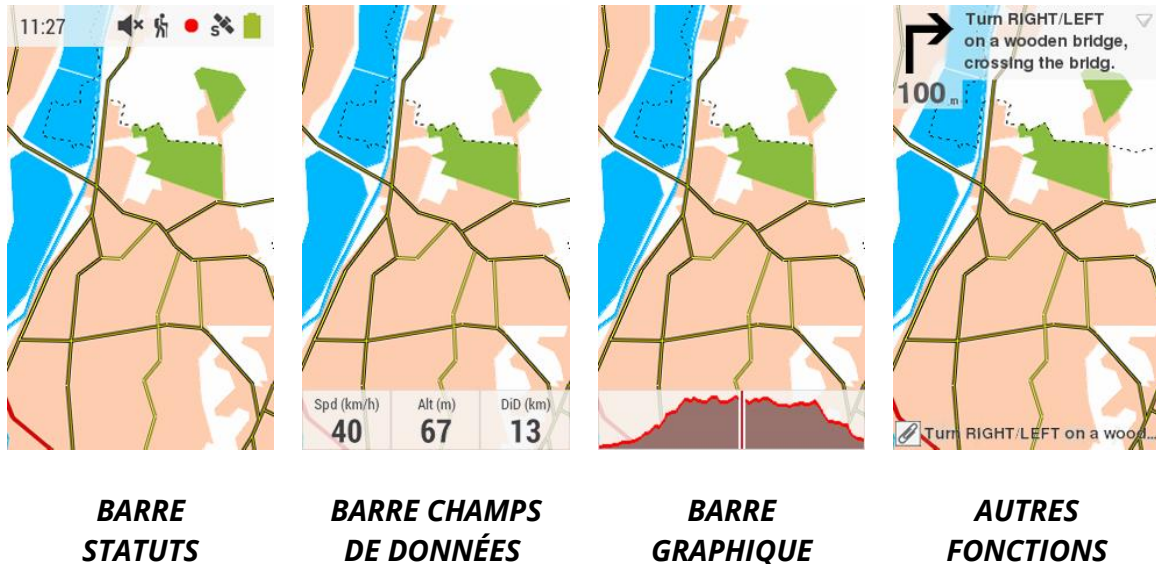 11:27
S
Spd (km/h)
Alt (m)
DiD (km)
40
67
13
Turn RIGHT/LEFT
on a wooden bridge,
crossing the bridg.
100 m
Turn RIGHT/LEFT on a wood...
BARRE
STATUTS
BARRE CHAMPS
DE DONNÉES
BARRE
GRAPHIQUE
AUTRES
FONCTIONS